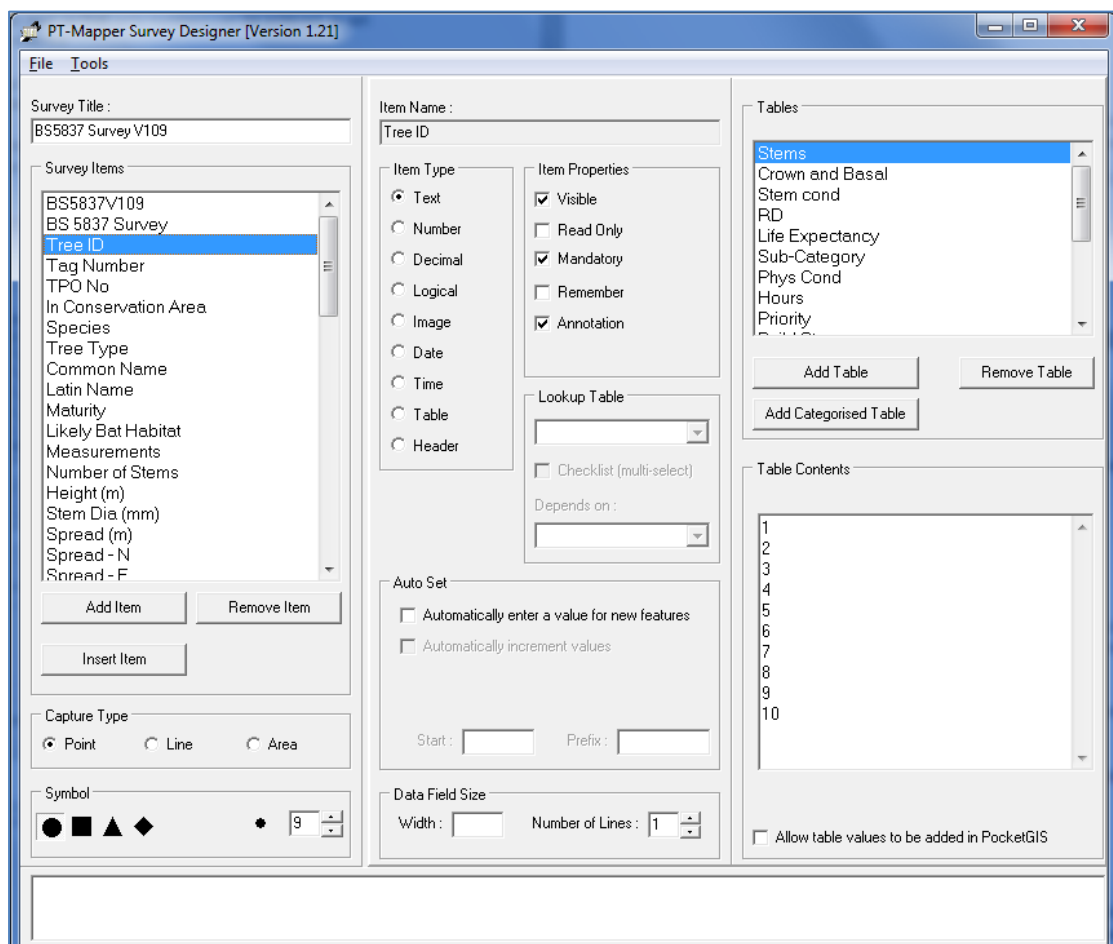 PT-Mapper Survey Designer [Version 1.21]
File Tools
Survey Title :
BS5837 Survey V109
Survey Items
BS5837V109
BS 5837 Survey
Tree ID
Tag Number
TPO No
In Conservation Area
Species
Tree Type
Common Name
Latin Name
Maturity
Likely Bat Habitat
Measurements
Number of Stems
Height (m)
Stem Dia (mm)
Spread (m)
Spread - N
Spread - E
Add Item Remove Item
Insert Item
Capture Type
Point Line Area
Symbol
9
Item Name :
Tree ID
Item Type
Text
Number
Decimal
Logical
Image
Date
Time
Table
Header
Item Properties
Visible
Read Only
Mandatory
Remember
Annotation
Lookup Table
Checklist (multi-select)
Depends on :
Auto Set
Automatically enter a value for new features
Automatically increment values
Start : Prefix :
Data Field Size
Width : Number of Lines : 1
Tables
Stems
Crown and Basal
Stem cond
RD
Life Expectancy
Sub-Category
Phys Cond
Hours
Priority
Add Table Remove Table
Add Categorised Table
Table Contents
1
2
3
4
5
6
7
8
9
10
Allow table values to be added in PocketGIS